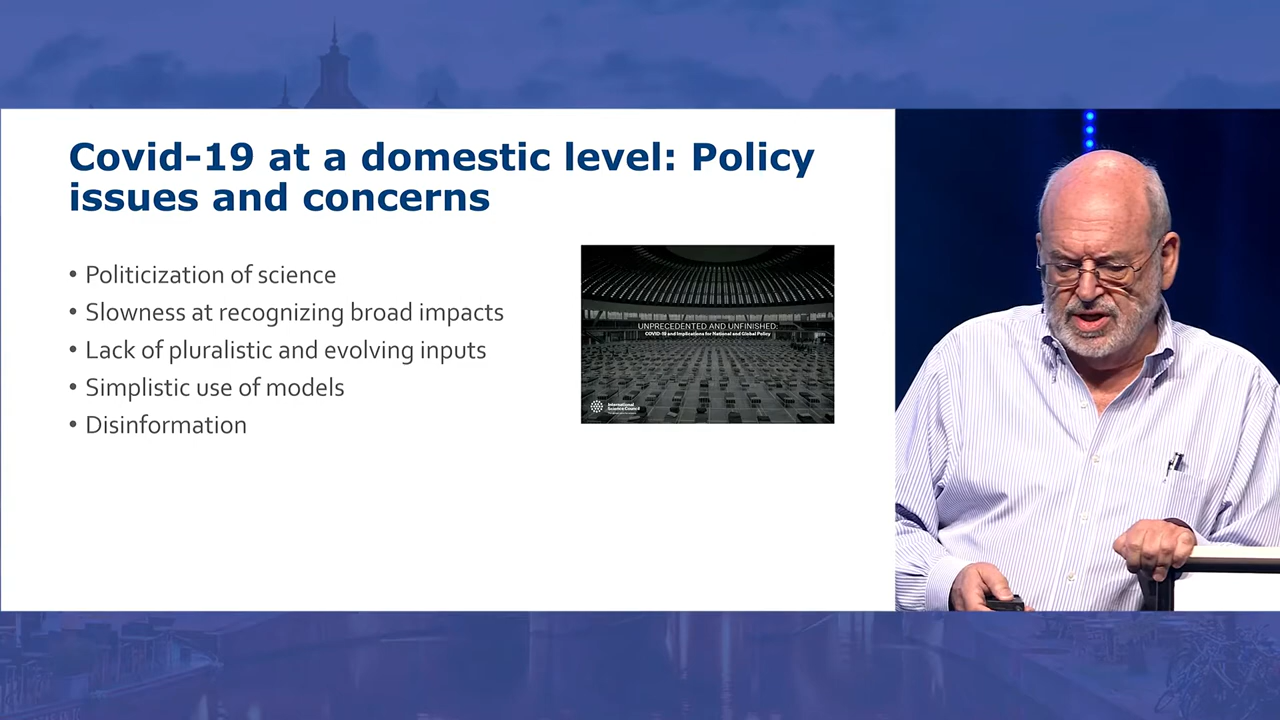 Covid-19 at a domestic level: Policy
issues and concerns
• Politicization of science
• Slowness at recognizing broad impacts
• Lack of pluralistic and evolving inputs
• Simplistic use of models
• Disinformation
UNPRECEDENTED AND UNFINISHED:
COVID-19 and Implications for National and Global Policy
International
Science Council